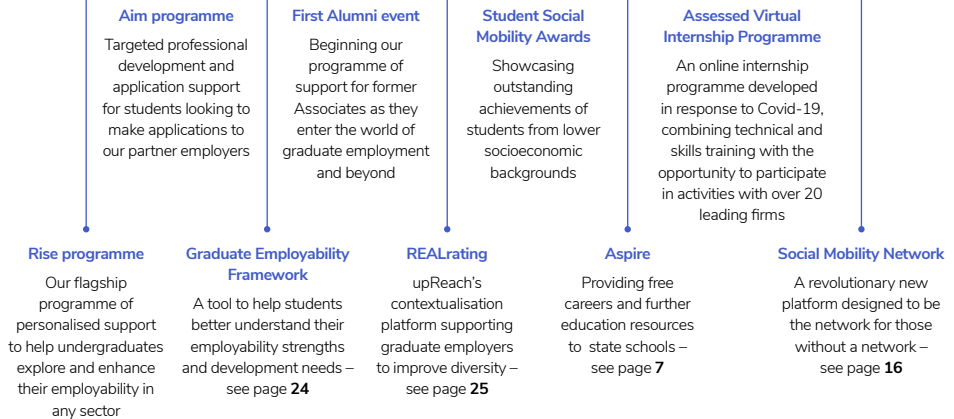 Aim programme
Targeted professional
development and
application support
for students looking to
make applications to
our partner employers
First Alumni event
Beginning our
programme of
support for former
Associates as they
enter the world of
graduate employment
and beyond
Student Social
Mobility Awards
Showcasing
outstanding
achievements of
students from lower
socioeconomic
backgrounds
Assessed Virtual
Internship Programme
An online internship
programme developed
in response to Covid-19,
combining technical and
skills training with the
opportunity to participate
in activities with over 20
leading firms
Rise programme
Our flagship
programme of
personalised support
to help undergraduates
explore and enhance
their employability in
any sector
Graduate Employability
Framework
A tool to help students
better understand their
employability strengths
and development needs –
see page 24
REALrating
upReach's
contextualisation
platform supporting
graduate employers
to improve diversity –
see page 25
Aspire
Providing free
careers and further
education resources
to state schools –
see page 7
Social Mobility Network
A revolutionary new
platform designed to be
the network for those
without a network –
see page 16